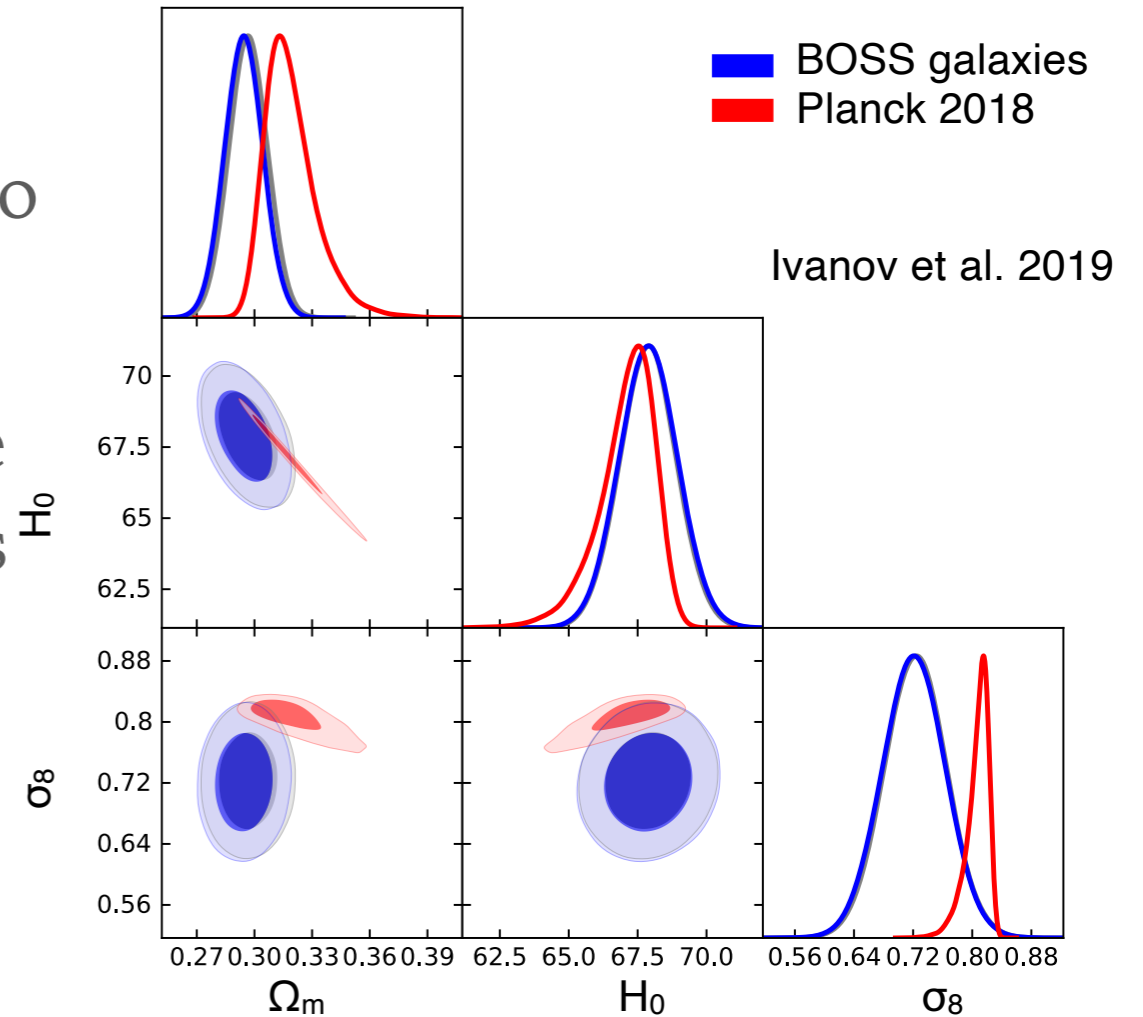 BOSS galaxies
Planck 2018
Ivanov et al. 2019
70
67.5
65
62.5
H₀
0.88
0.8
0.72
0.64
0.56
σ₈
0.27 0.30 0.33 0.36 0.39
62.5 65.0 67.5 70.0
0.56 0.64 0.72 0.80 0.88
Ωₘ
H₀
σ₈